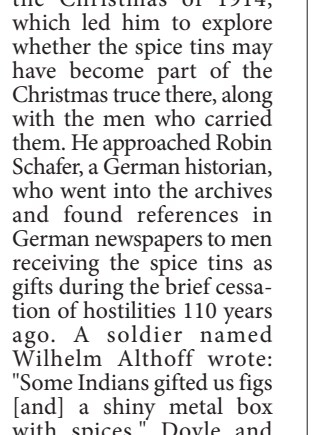 the Christmas of 1914,
which led him to explore
whether the spice tins may
have become part of the
Christmas truce there, along
with the men who carried
them. He approached Robin
Schafer, a German historian,
who went into the archives
and found references in
German newspapers to men
receiving the spice tins as
gifts during the brief cessa-
tion of hostilities 110 years
ago. A soldier named
Wilhelm Althoff wrote:
"Some Indians gifted us figs
[and] a shiny metal box
with spices." Doyle and